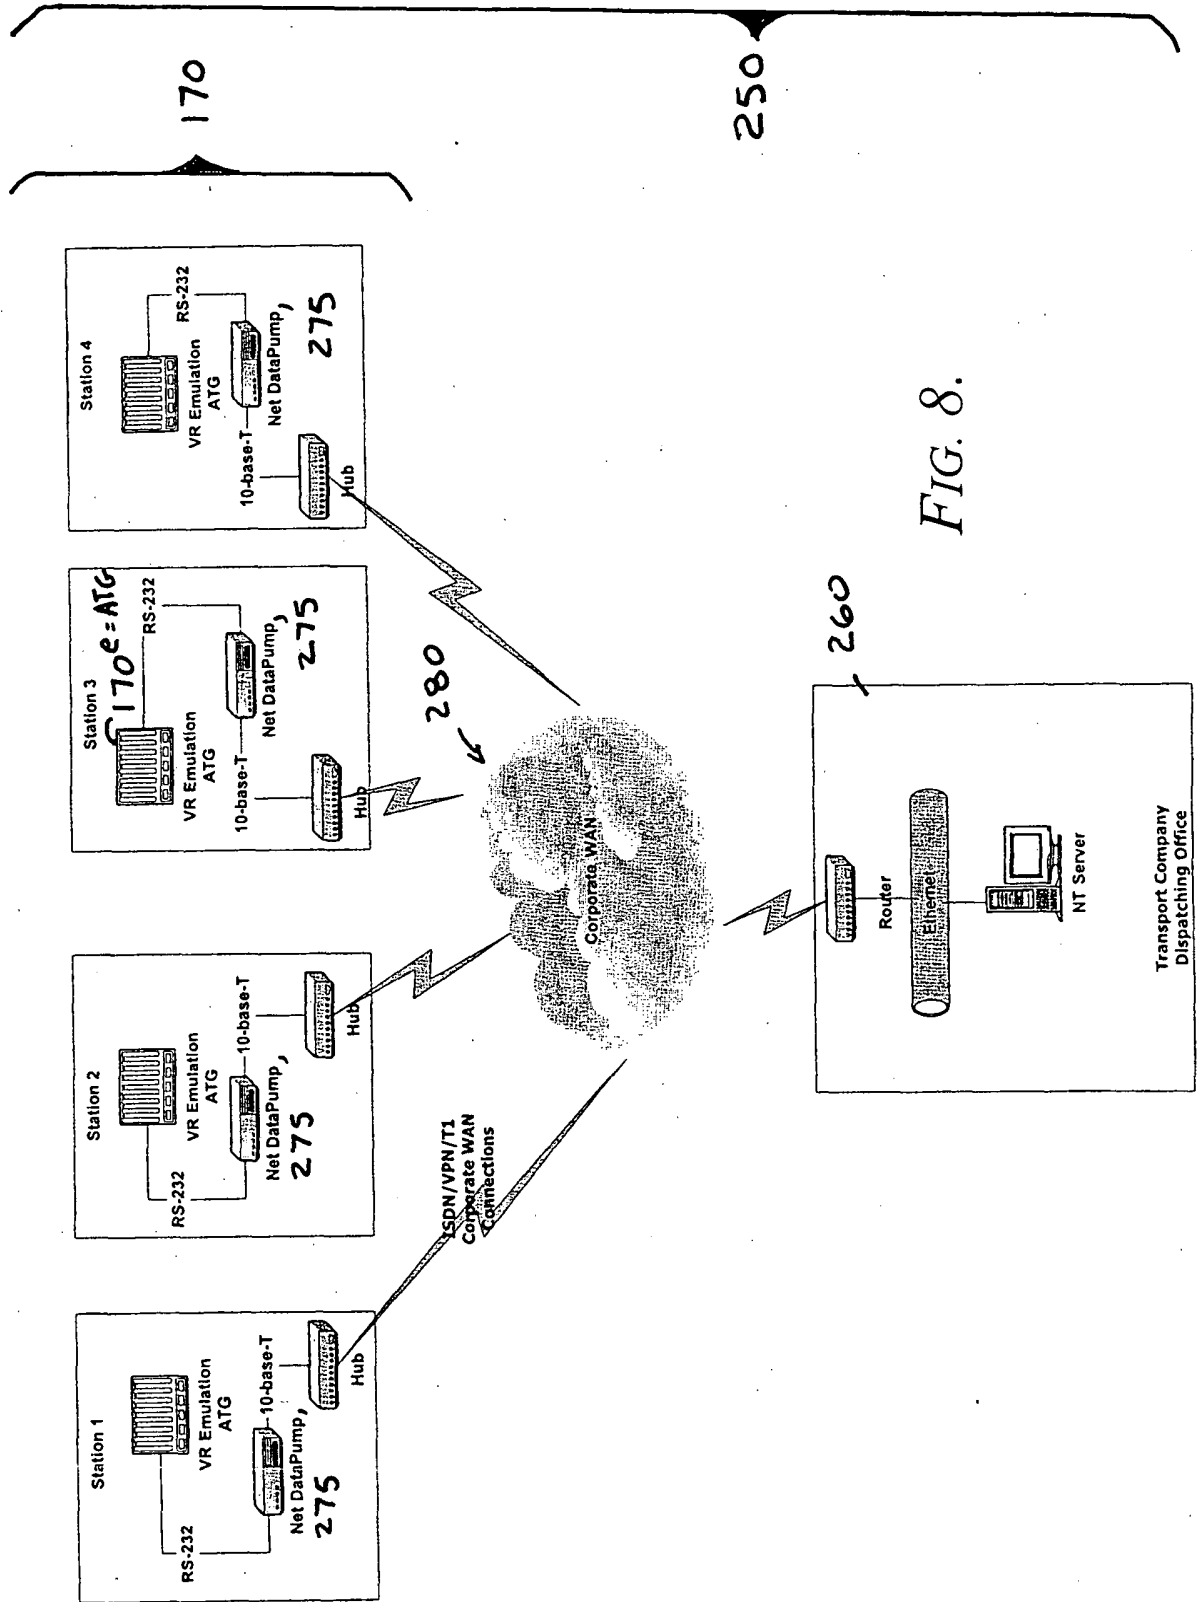 170
250
Station 1
VR Emulation
ATG
RS-232
10-base-T
Net DataPump,
275
Hub
Station 2
VR Emulation
ATG
RS-232
10-base-T
Net DataPump,
275
Hub
Station 3
170e = ATG
RS-232
VR Emulation
ATG
10-base-T
Net DataPump,
275
Hub
Station 4
RS-232
VR Emulation
ATG
10-base-T
Net DataPump,
275
Hub
ISDN/VPN/T1
Corporate WAN
Connections
280
Corporate WAN
260
Router
Ethernet
NT Server
Transport Company
Dispatching Office
FIG. 8.